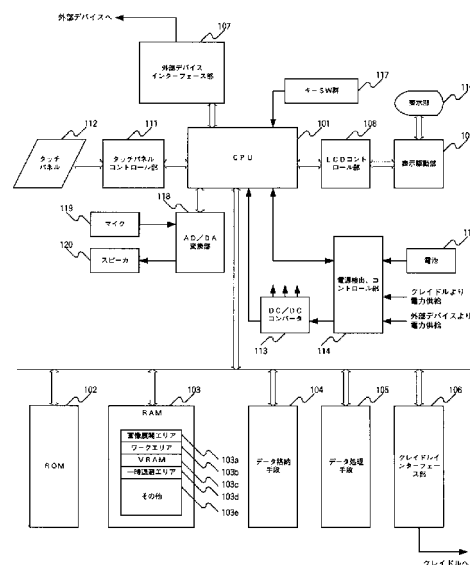 外部デバイスへ
107
外部デバイス
インターフェース部
117
キーSW群
11
表示部
112
111
101
108
10
タッチ
パネル
タッチパネル
コントロール部
CPU
LCDコント
ロール部
表示駆動部
118
119
マイク
AD/DA
変換部
120
スピーカ
11
電池
電源検出、コ
ントロール部
クレイドルより
電力供給
DC/DC
コンバータ
外部デバイスより
電力供給
113
114
102
103
104
105
106
ROM
RAM
画像展開エリア
ワークエリア
VRAM
一時退避エリア
その他
103a
103b
103c
103d
103e
データ格納
手段
データ処理
手段
クレイドルイ
ンターフェース
部
クレイドルへ